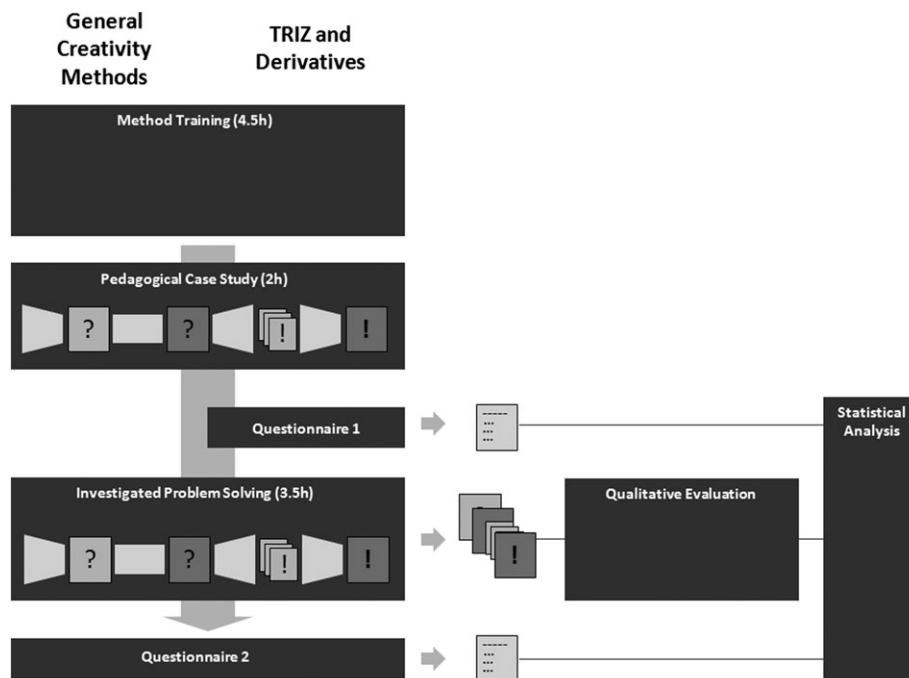 General
Creativity
Methods
TRIZ and
Derivatives
Method Training (4.5h)
Pedagogical Case Study (2h)
? ? ! !
Questionnaire 1
Statistical
Analysis
Investigated Problem Solving (3.5h)
Qualitative Evaluation
? ? ! !
!
Questionnaire 2